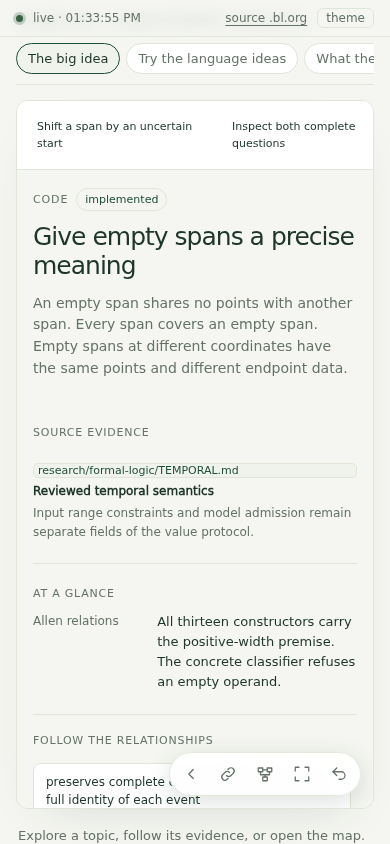 live · 01:33:55 PM
source .bl.org
theme
The big idea
Try the language ideas
What the
Shift a span by an uncertain
start
Inspect both complete
questions
CODE
implemented
Give empty spans a precise
meaning
An empty span shares no points with another
span. Every span covers an empty span.
Empty spans at different coordinates have
the same points and different endpoint data.
SOURCE EVIDENCE
research/formal-logic/TEMPORAL.md
Reviewed temporal semantics
Input range constraints and model admission remain
separate fields of the value protocol.
AT A GLANCE
Allen relations
All thirteen constructors carry
the positive-width premise.
The concrete classifier refuses
an empty operand.
FOLLOW THE RELATIONSHIPS
preserves complete
full identity of each event
Explore a topic, follow its evidence, or open the map.